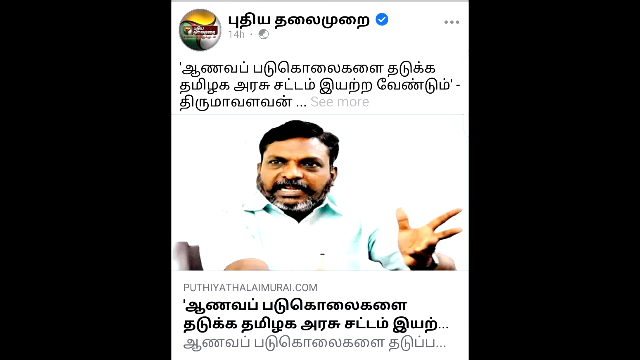 புதிய தலைமுறை
14h ·
'ஆணவப் படுகொலைகளை தடுக்க
தமிழக அரசு சட்டம் இயற்ற வேண்டும்' -
திருமாவளவன் ... See more
PUTHIYATHALAIMURAI.COM
'ஆணவப் படுகொலைகளை
தடுக்க தமிழக அரசு சட்டம் இயற்...
ஆணவப் படுகொலைகளை தடுப்ப...